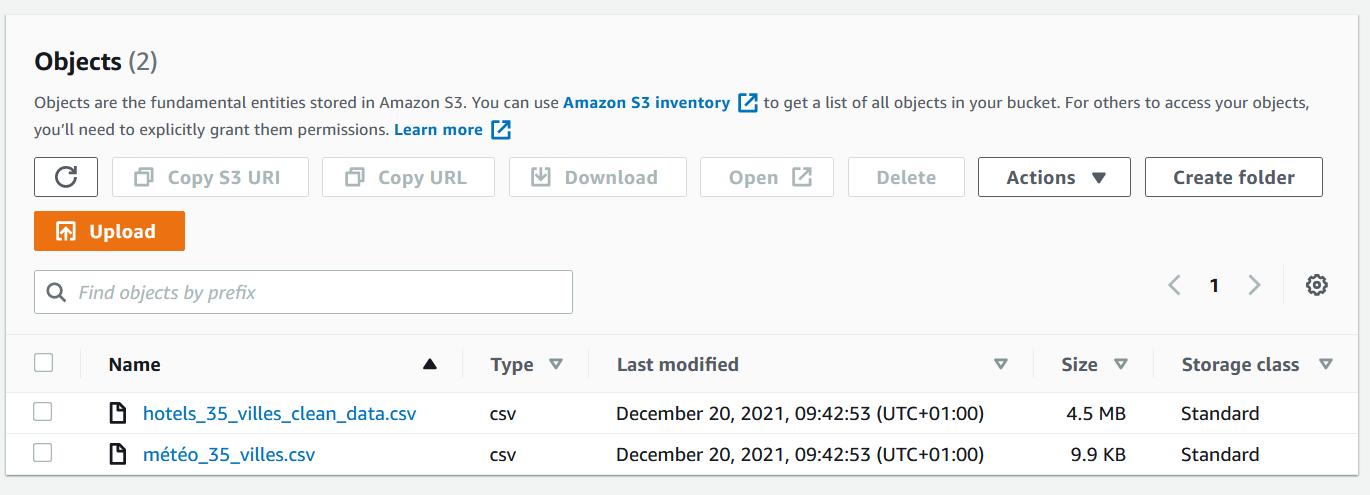 Objects (2)
Objects are the fundamental entities stored in Amazon S3. You can use Amazon S3 inventory to get a list of all objects in your bucket. For others to access your objects,
you'll need to explicitly grant them permissions. Learn more
Copy S3 URI Copy URL Download Open Delete Actions Create folder
Upload
Find objects by prefix 1
Name Type Last modified Size Storage class
hotels_35_villes_clean_data.csv csv December 20, 2021, 09:42:53 (UTC+01:00) 4.5 MB Standard
météo_35_villes.csv csv December 20, 2021, 09:42:53 (UTC+01:00) 9.9 KB Standard